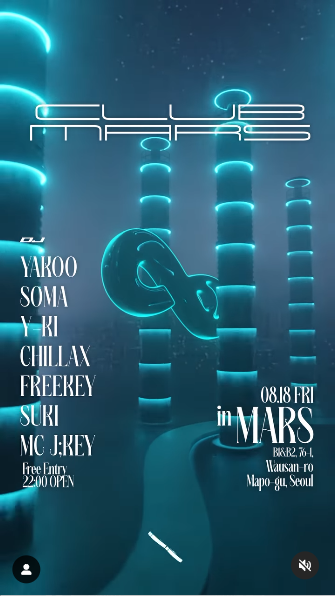 CLUB
MARS
DJ
YAKOO
SOMA
Y-KI
CHILLAX
FREEKEY
SUKI
MC J;KEY
Free Entry
22:00 OPEN
08.18 FRI
in MARS
B1&B2, 76-1,
Wausan-ro
Mapo-gu, Seoul